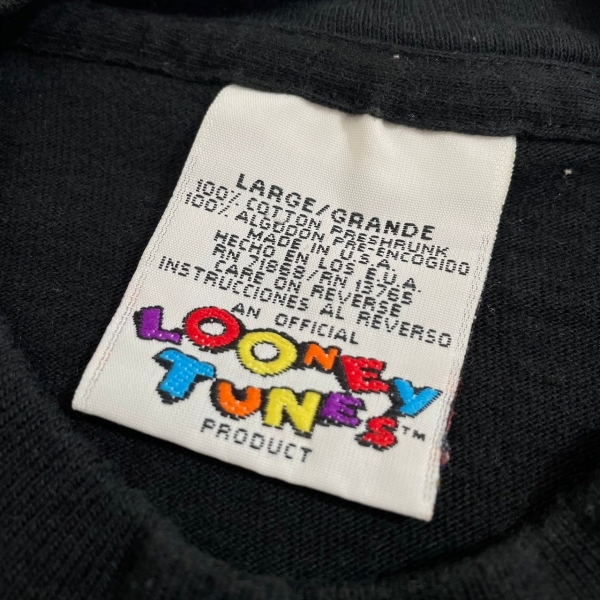 LARGE/GRANDE
100% COTTON PRESHRUNK
100% ALGODON PRE-ENCOGIDO
MADE IN U.S.A.
HECHO EN LOS E.U.A.
RN 71868/RN 13765
CARE ON REVERSE
INSTRUCCIONES AL REVERSO
AN OFFICIAL
LOONEY
TUNES™
PRODUCT